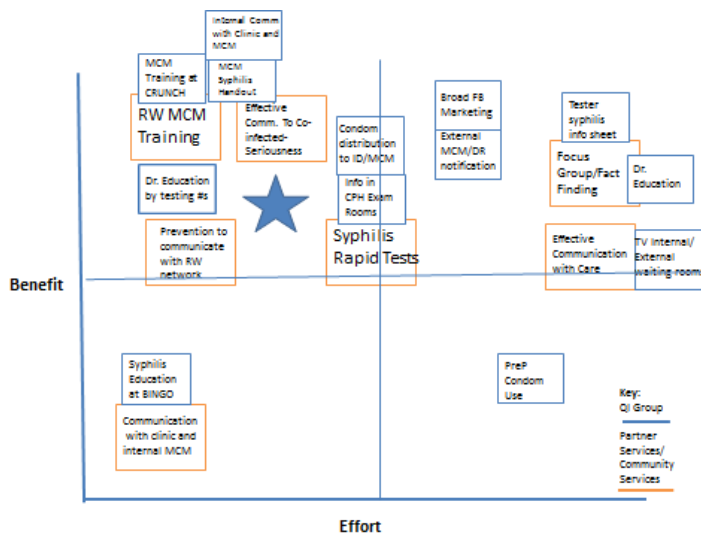 Internal Comm
with Clinic and
MCM
MCM
Training at
CRUNCH
MCM
Syphilis
Handout
RW MCM
Training
Effective
Comm. To Co-
infected-
Seriousness
Condom
distribution
to ID/MCM
Broad FB
Marketing
External
MCM/DR
notification
Tester
syphilis
info sheet
Focus
Group/Fact
Finding
Dr.
Education
Dr. Education
by testing #s
Info in
CPH Exam
Rooms
Prevention to
communicate
with RW
network
Syphilis
Rapid Tests
Effective
Communication
with Care
TV Internal/
External
waiting-rooms
Benefit
Syphilis
Education
at BINGO
Communication
with clinic and
internal MCM
PreP
Condom
Use
Key:
QI Group
Partner
Services/
Community
Services
Effort